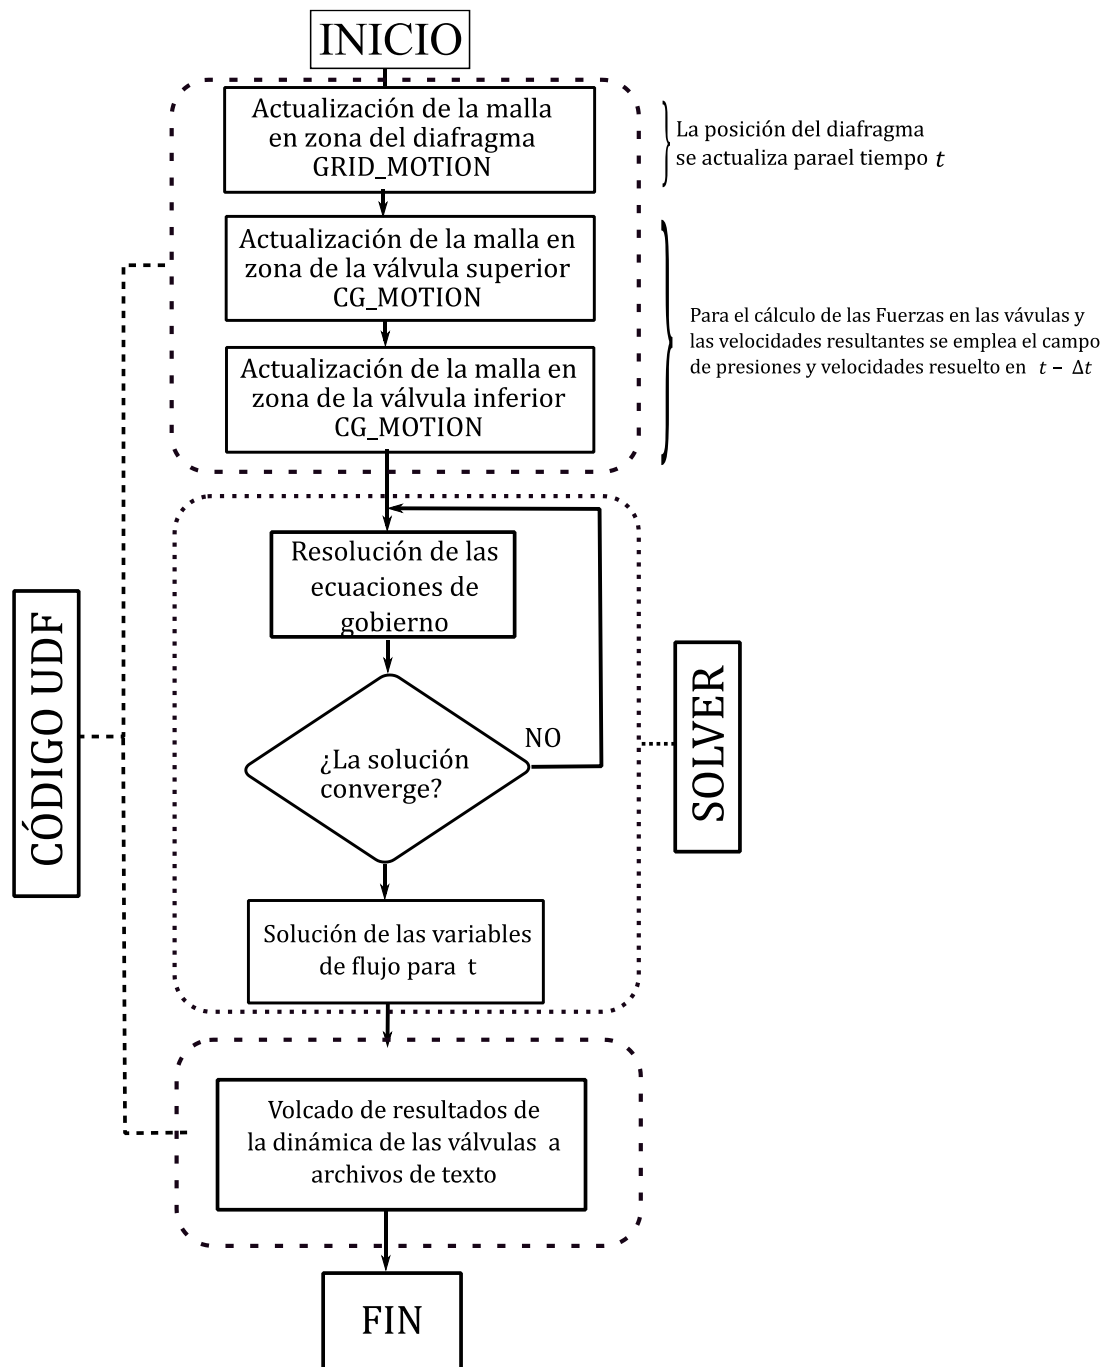 INICIO
Actualización de la malla
en zona del diafragma
GRID_MOTION
La posición del diafragma
se actualiza parael tiempo t
Actualización de la malla en
zona de la válvula superior
CG_MOTION
Actualización de la malla en
zona de la válvula inferior
CG_MOTION
Para el cálculo de las Fuerzas en las vávulas y
las velocidades resultantes se emplea el campo
de presiones y velocidades resuelto en t – Δt
Resolución de las
ecuaciones de
gobierno
¿La solución
converge?
NO
Solución de las variables
de flujo para t
CÓDIGO UDF
SOLVER
Volcado de resultados de
la dinámica de las válvulas a
archivos de texto
FIN